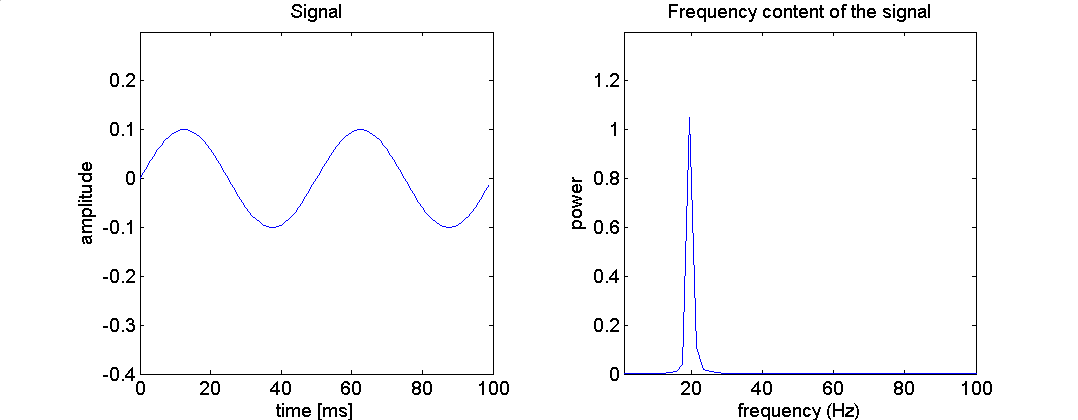 Signal
0.2
0.1
0
-0.1
-0.2
-0.3
-0.4
amplitude
0 20 40 60 80 100
time [ms]
Frequency content of the signal
1.2
1
0.8
0.6
0.4
0.2
0
power
20 40 60 80 100
frequency (Hz)